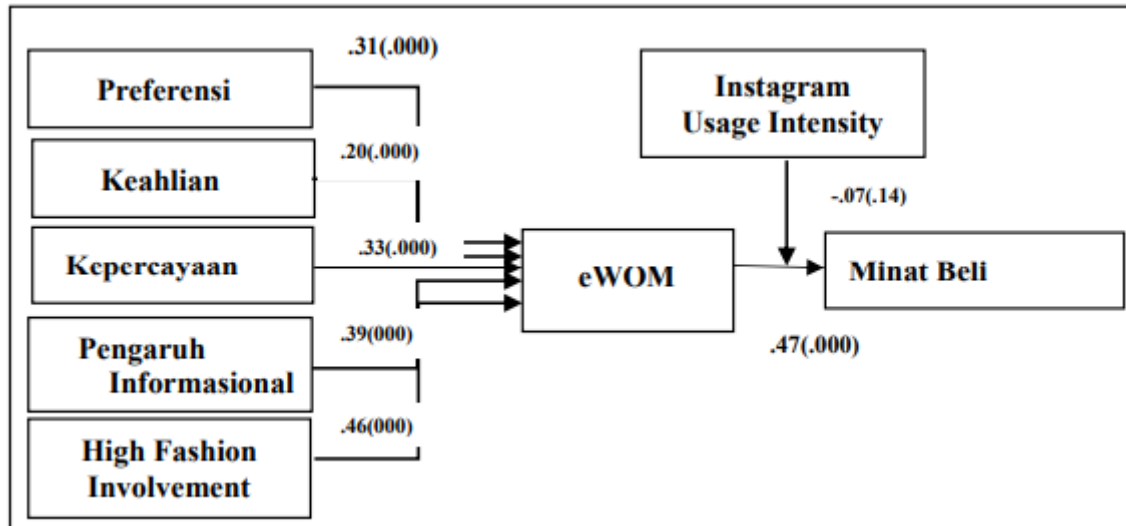 .31(.000)
Preferensi
Instagram
Usage Intensity
.20(.000)
Keahlian
-.07(.14)
.33(.000)
Kepercayaan
eWOM
Minat Beli
.39(000)
.47(.000)
Pengaruh
Informasional
.46(000)
High Fashion
Involvement